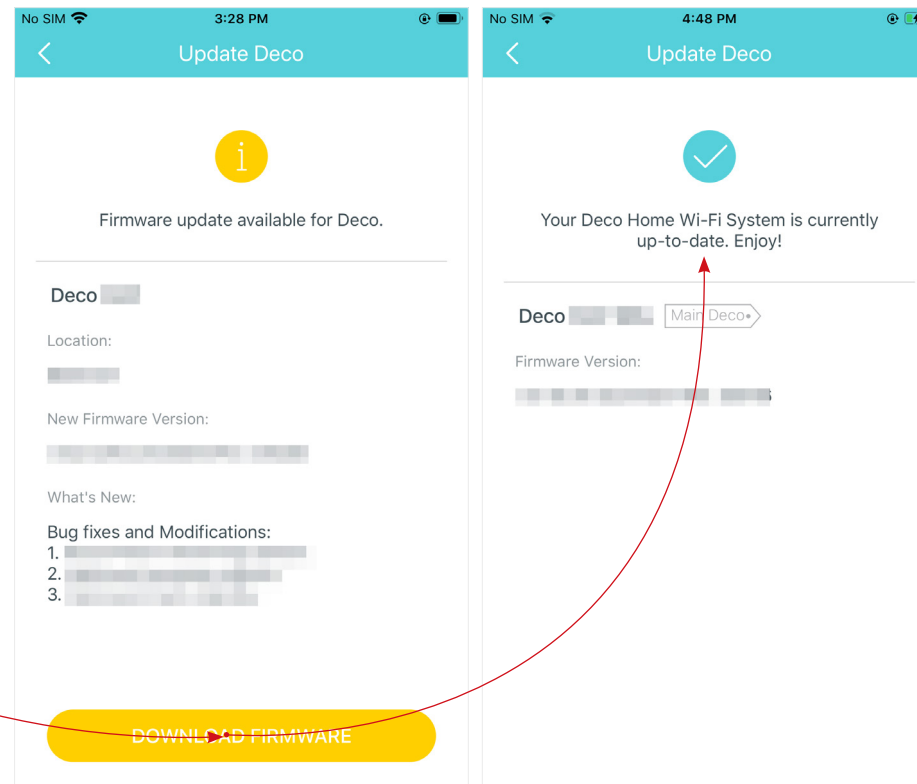 No SIM 3:28 PM
Update Deco
i
Firmware update available for Deco.
Deco
Location:
New Firmware Version:
What's New:
Bug fixes and Modifications:
1.
2.
3.
DOWNLOAD FIRMWARE
No SIM 4:48 PM
Update Deco
Your Deco Home Wi-Fi System is currently
up-to-date. Enjoy!
Deco Main Deco
Firmware Version: